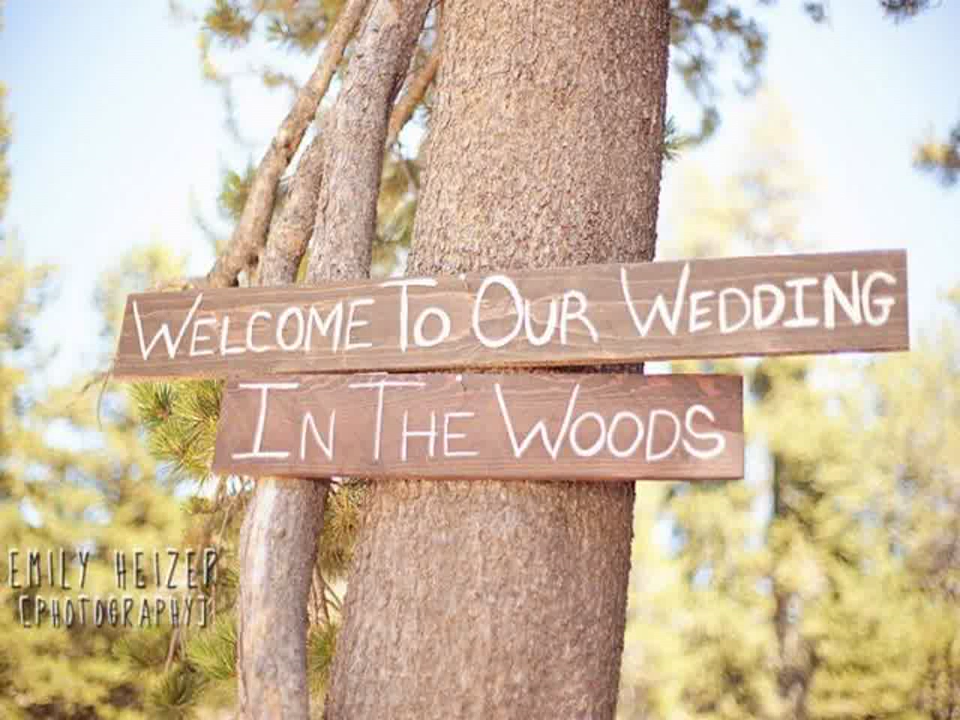 WELCOME TO OUR WEDDING
IN THE WOODS
EMILY HEIZER
[PHOTOGRAPHY]